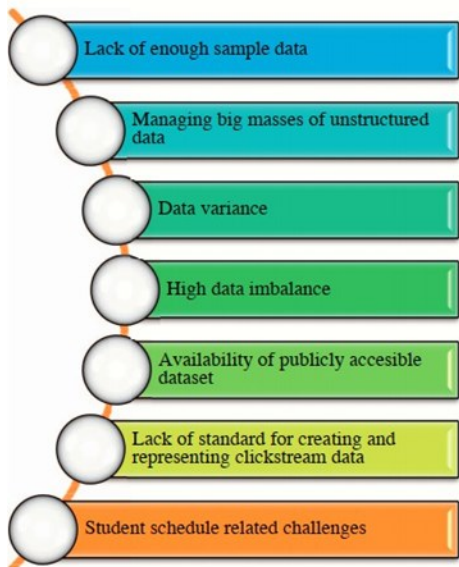 Lack of enough sample data
Managing big masses of unstructured
data
Data variance
High data imbalance
Availability of publicly accesible
dataset
Lack of standard for creating and
representing clickstream data
Student schedule related challenges